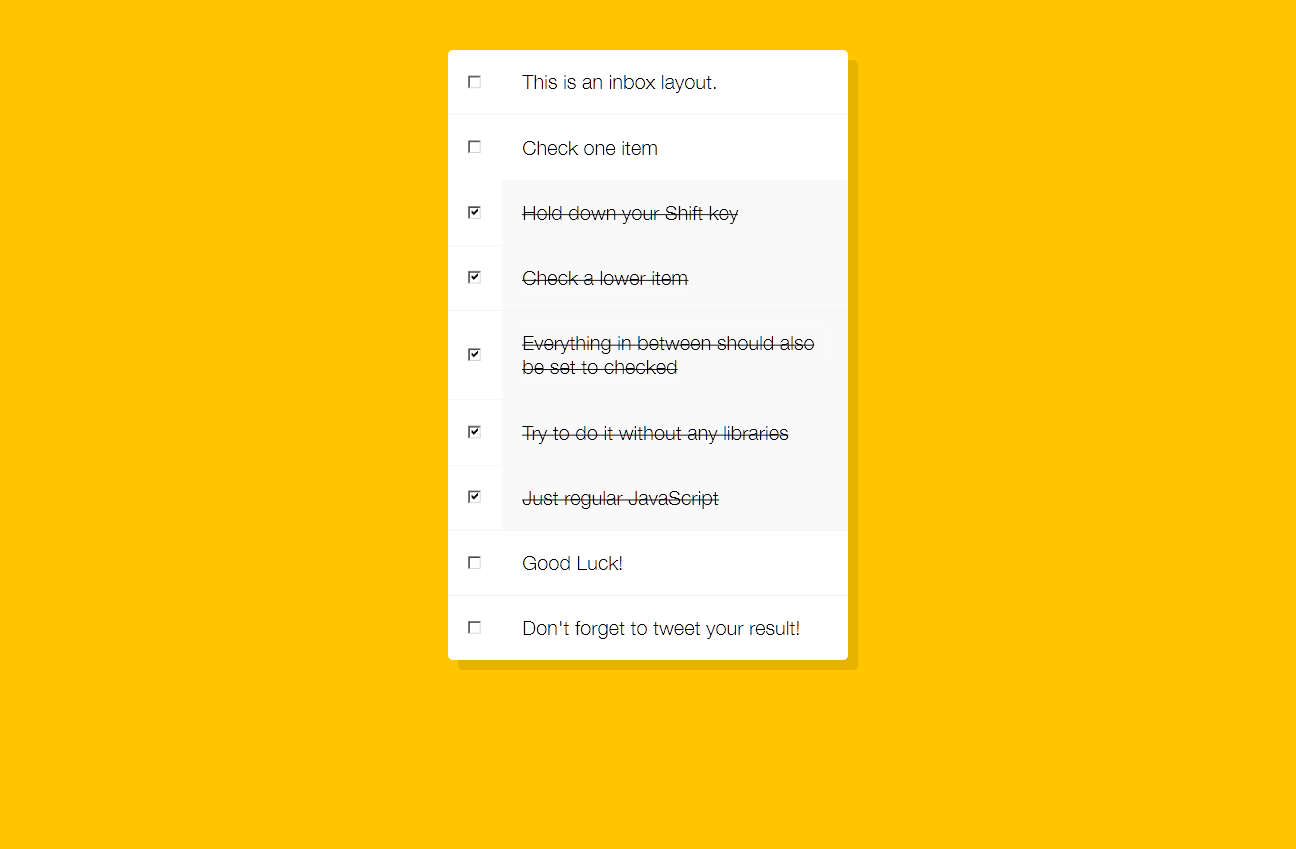 This is an inbox layout.
Check one item
Hold down your Shift key
Check a lower item
Everything in between should also
be set to checked
Try to do it without any libraries
Just regular JavaScript
Good Luck!
Don't forget to tweet your result!